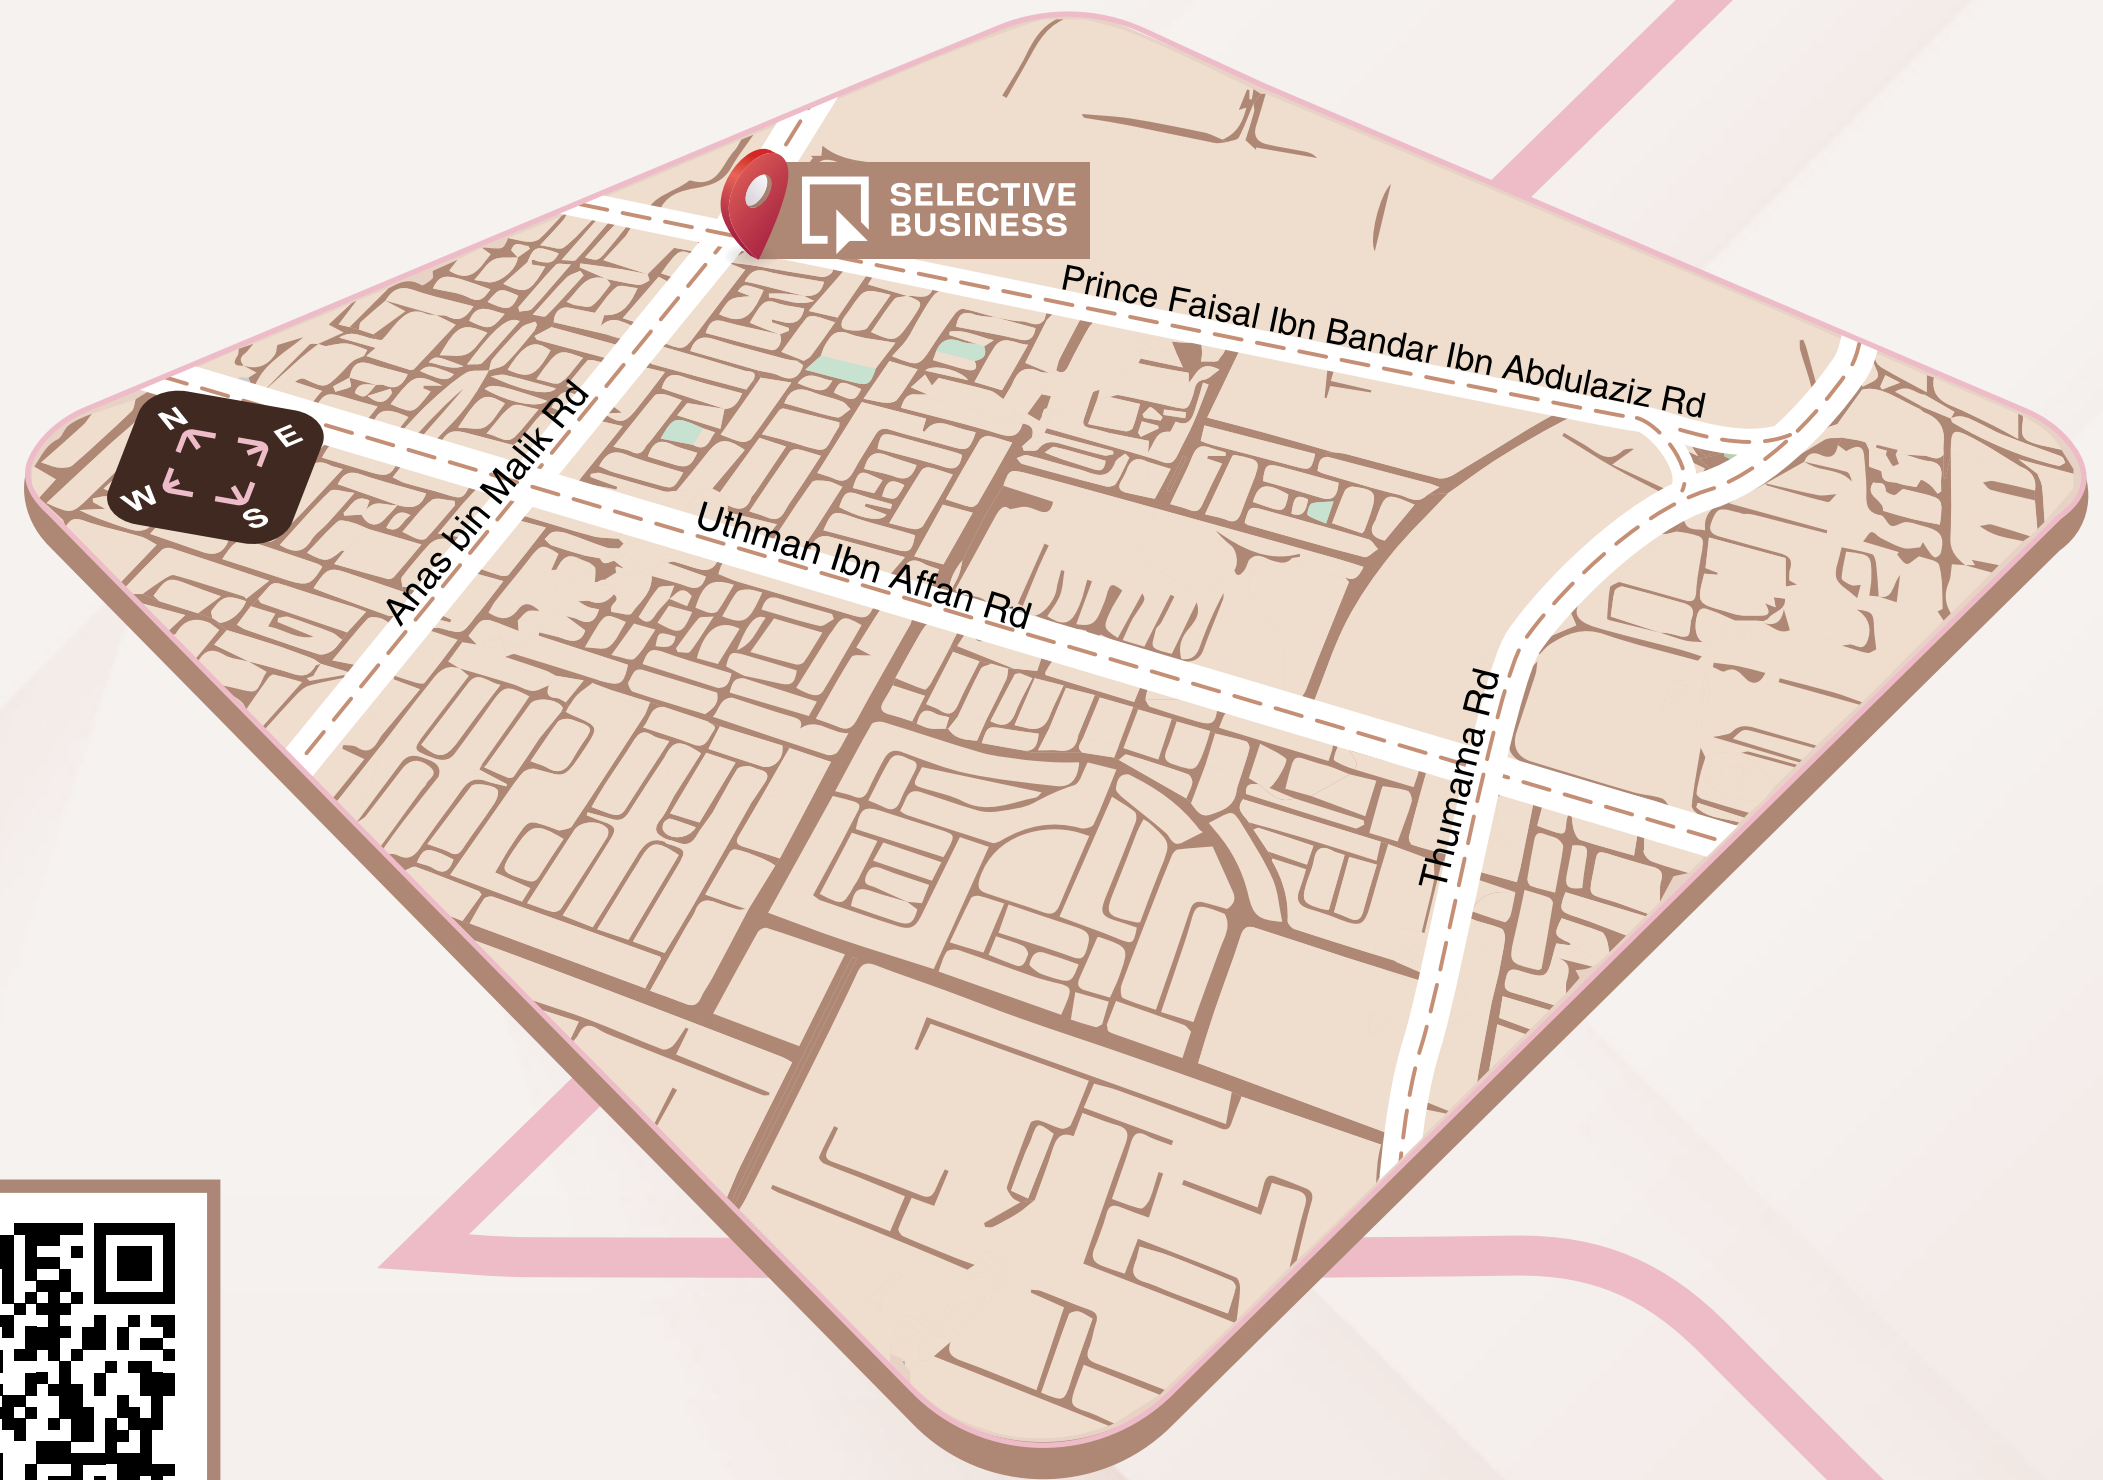 SELECTIVE
BUSINESS
Prince Faisal Ibn Bandar Ibn Abdulaziz Rd
N
E
W
S
Anas bin Malik Rd
Uthman Ibn Affan Rd
Thumama Rd